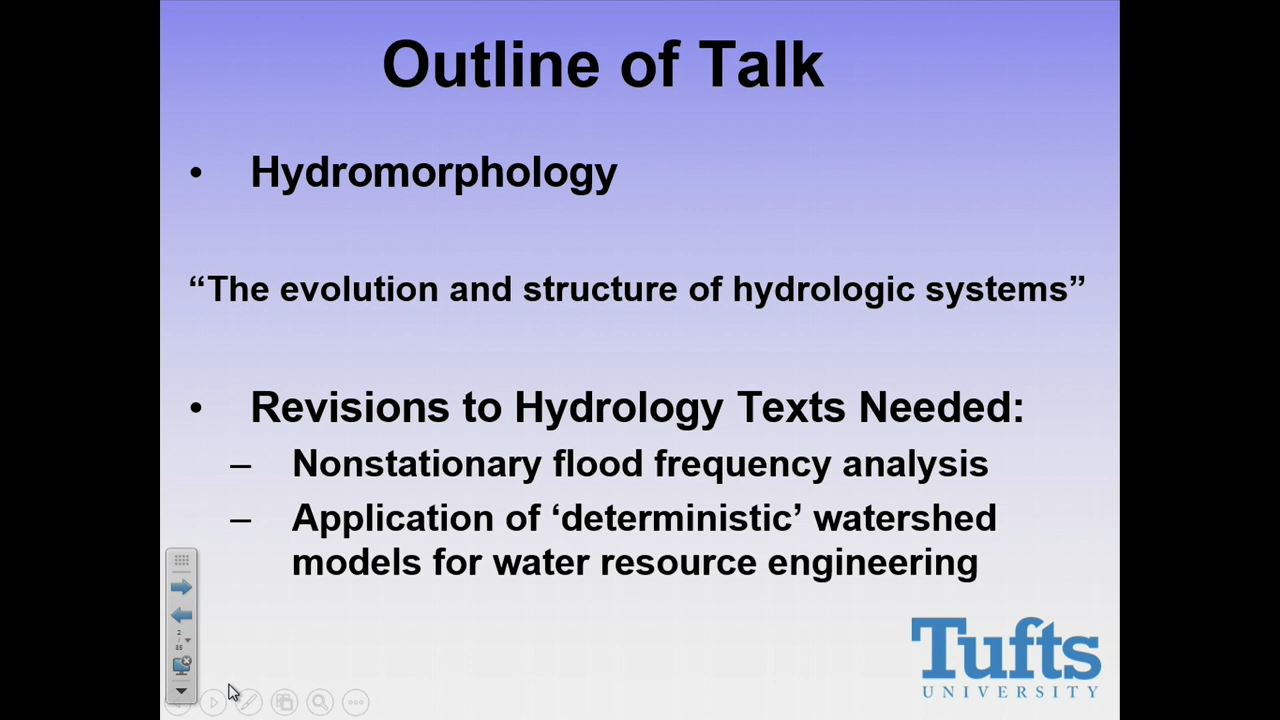 Outline of Talk
• Hydromorphology
“The evolution and structure of hydrologic systems”
• Revisions to Hydrology Texts Needed:
– Nonstationary flood frequency analysis
– Application of ‘deterministic’ watershed
models for water resource engineering
2
/
Tufts
UNIVERSITY